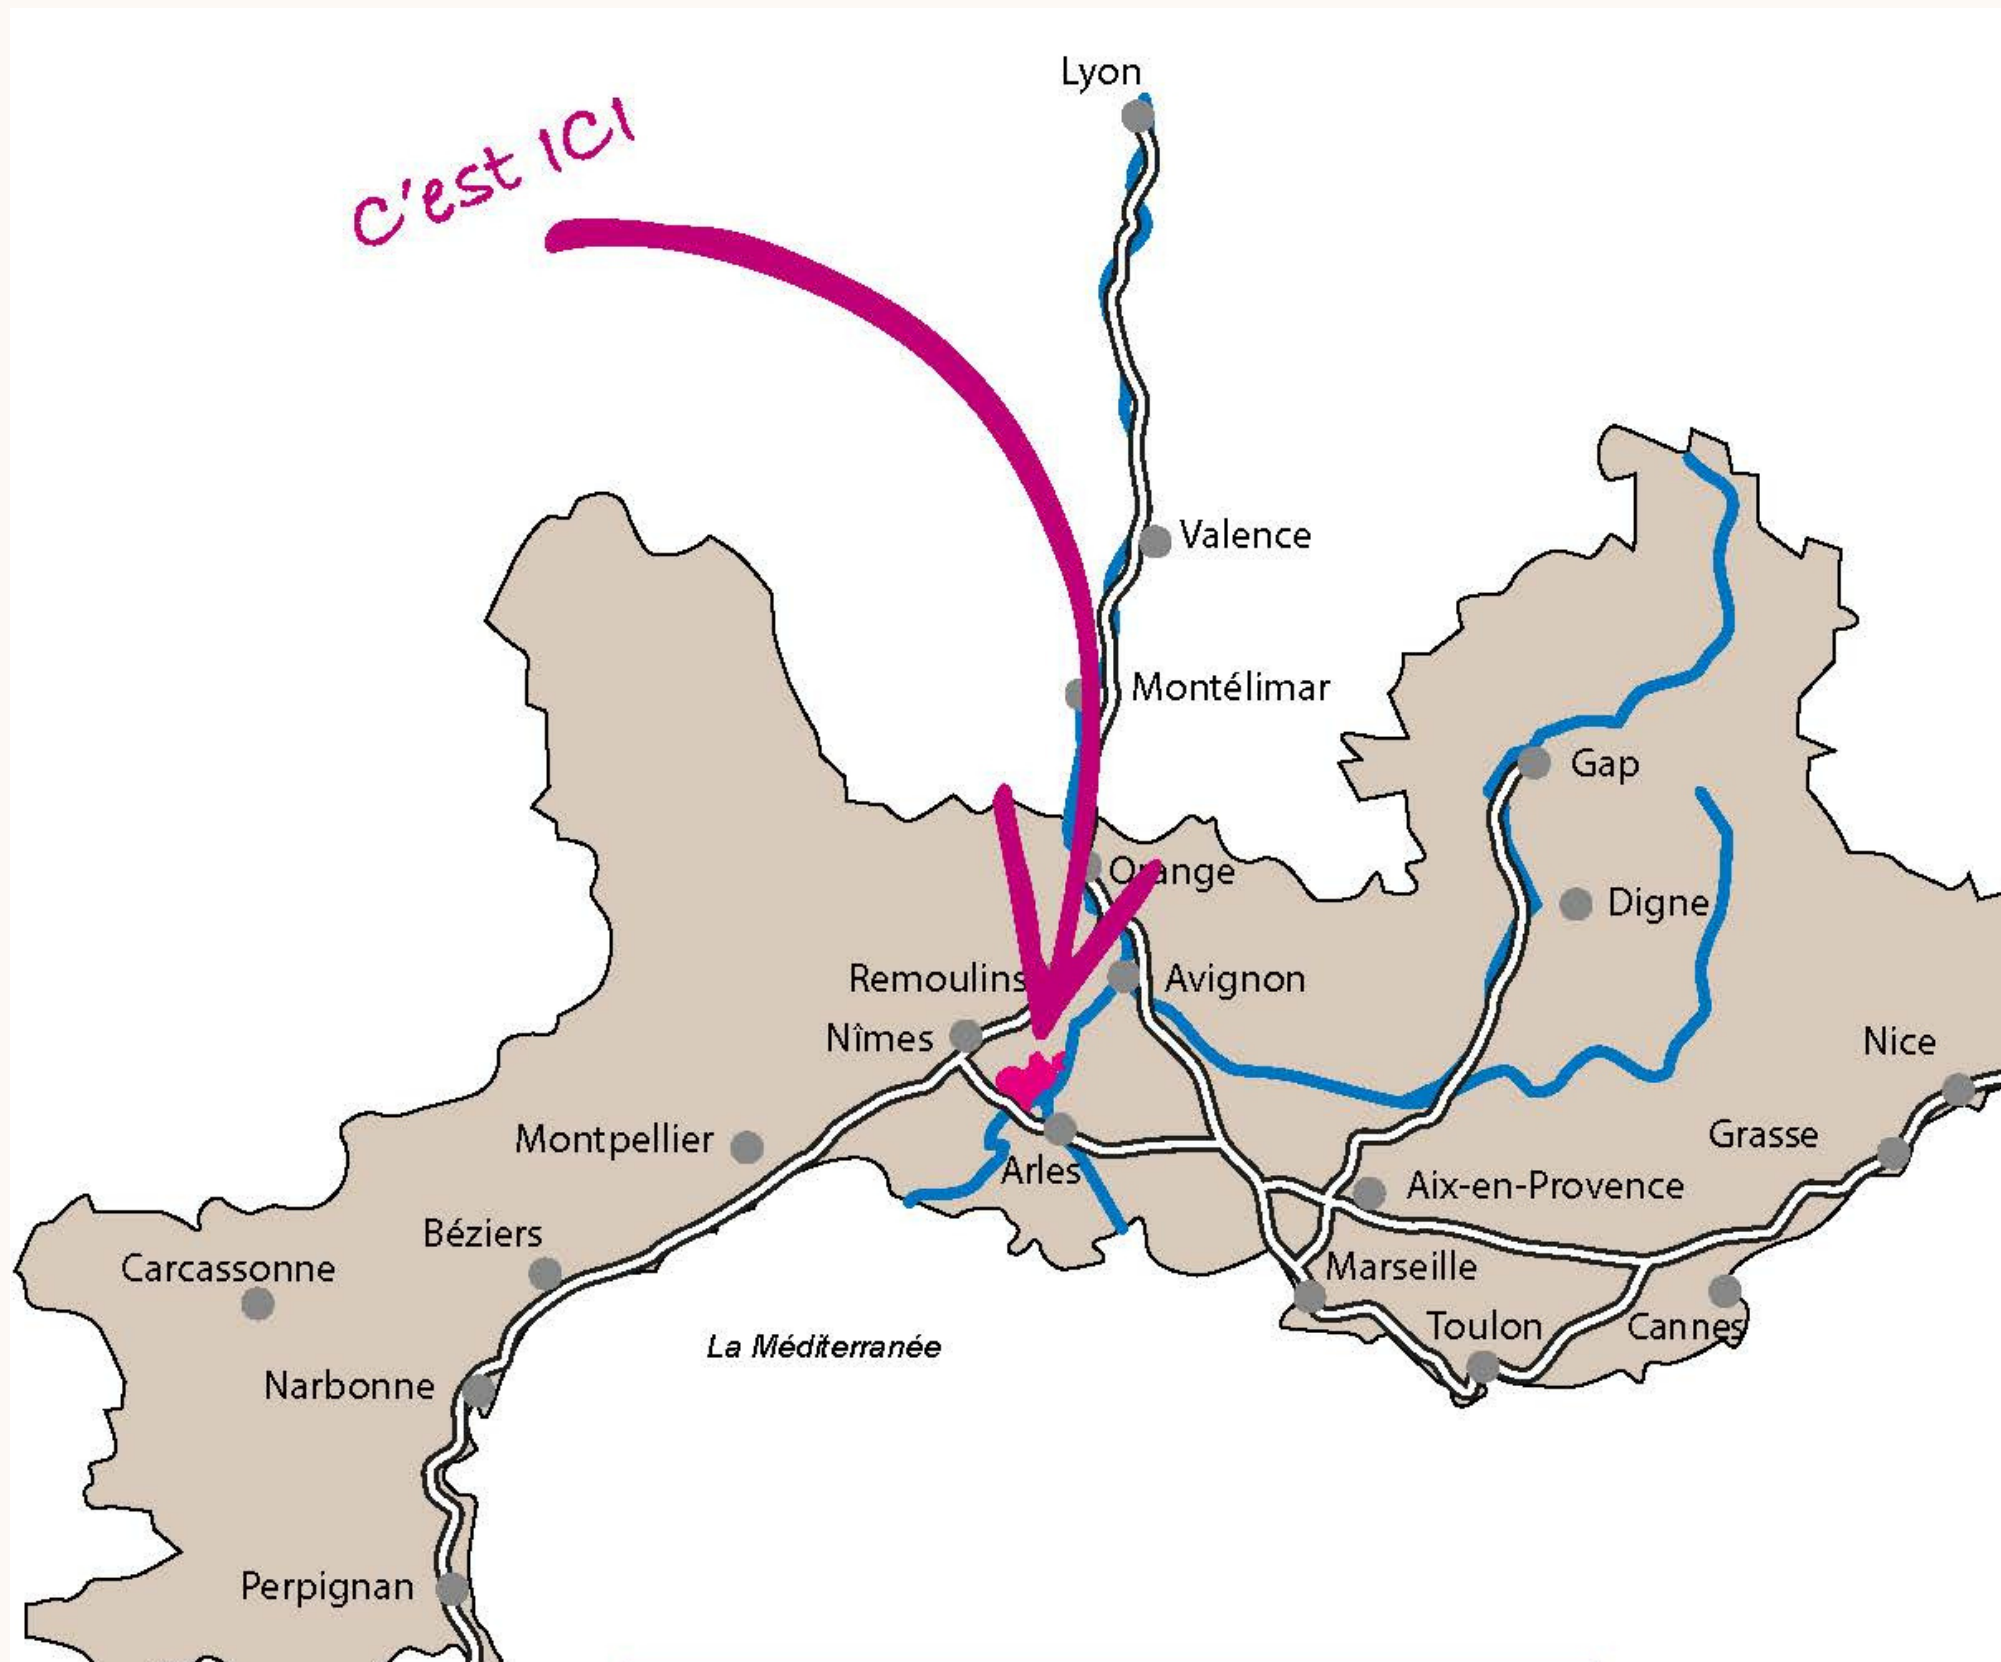 Lyon
C'est ICI
Valence
Montélimar
Gap
Orange
Digne
Remoulins
Avignon
Nîmes
Nice
Montpellier
Grasse
Arles
Aix-en-Provence
Béziers
Carcassonne
Marseille
Toulon
Cannes
La Méditerranée
Narbonne
Perpignan